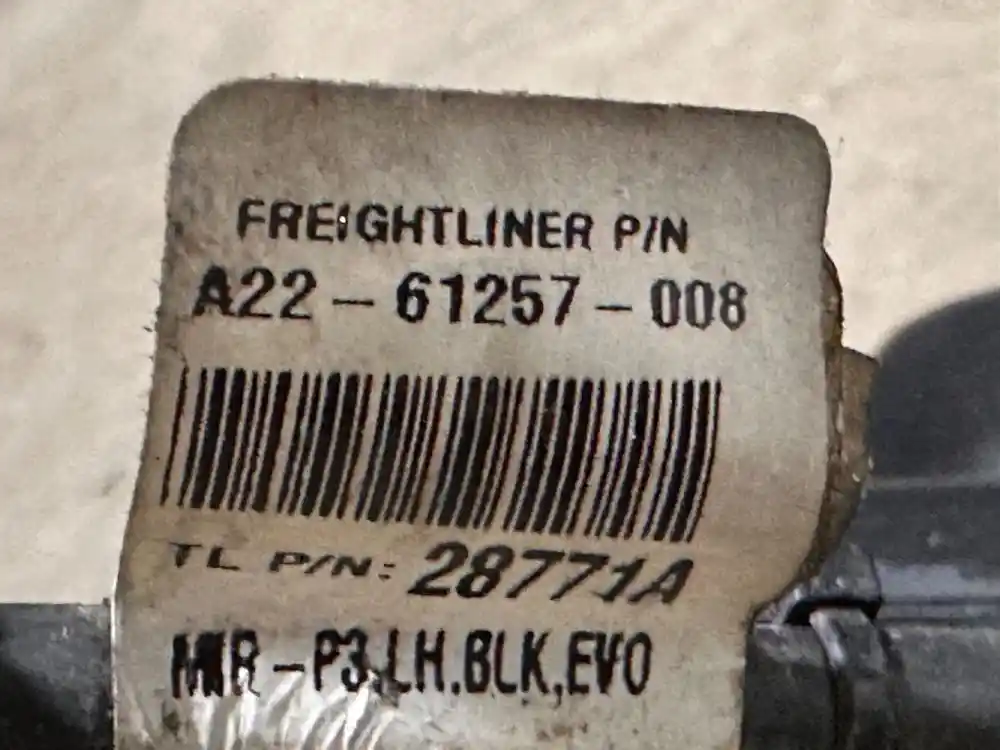 FREIGHTLINER P/N
A22-61257-008
TL P/N: 28771A
MIR-P3,LH.BLK,EVO